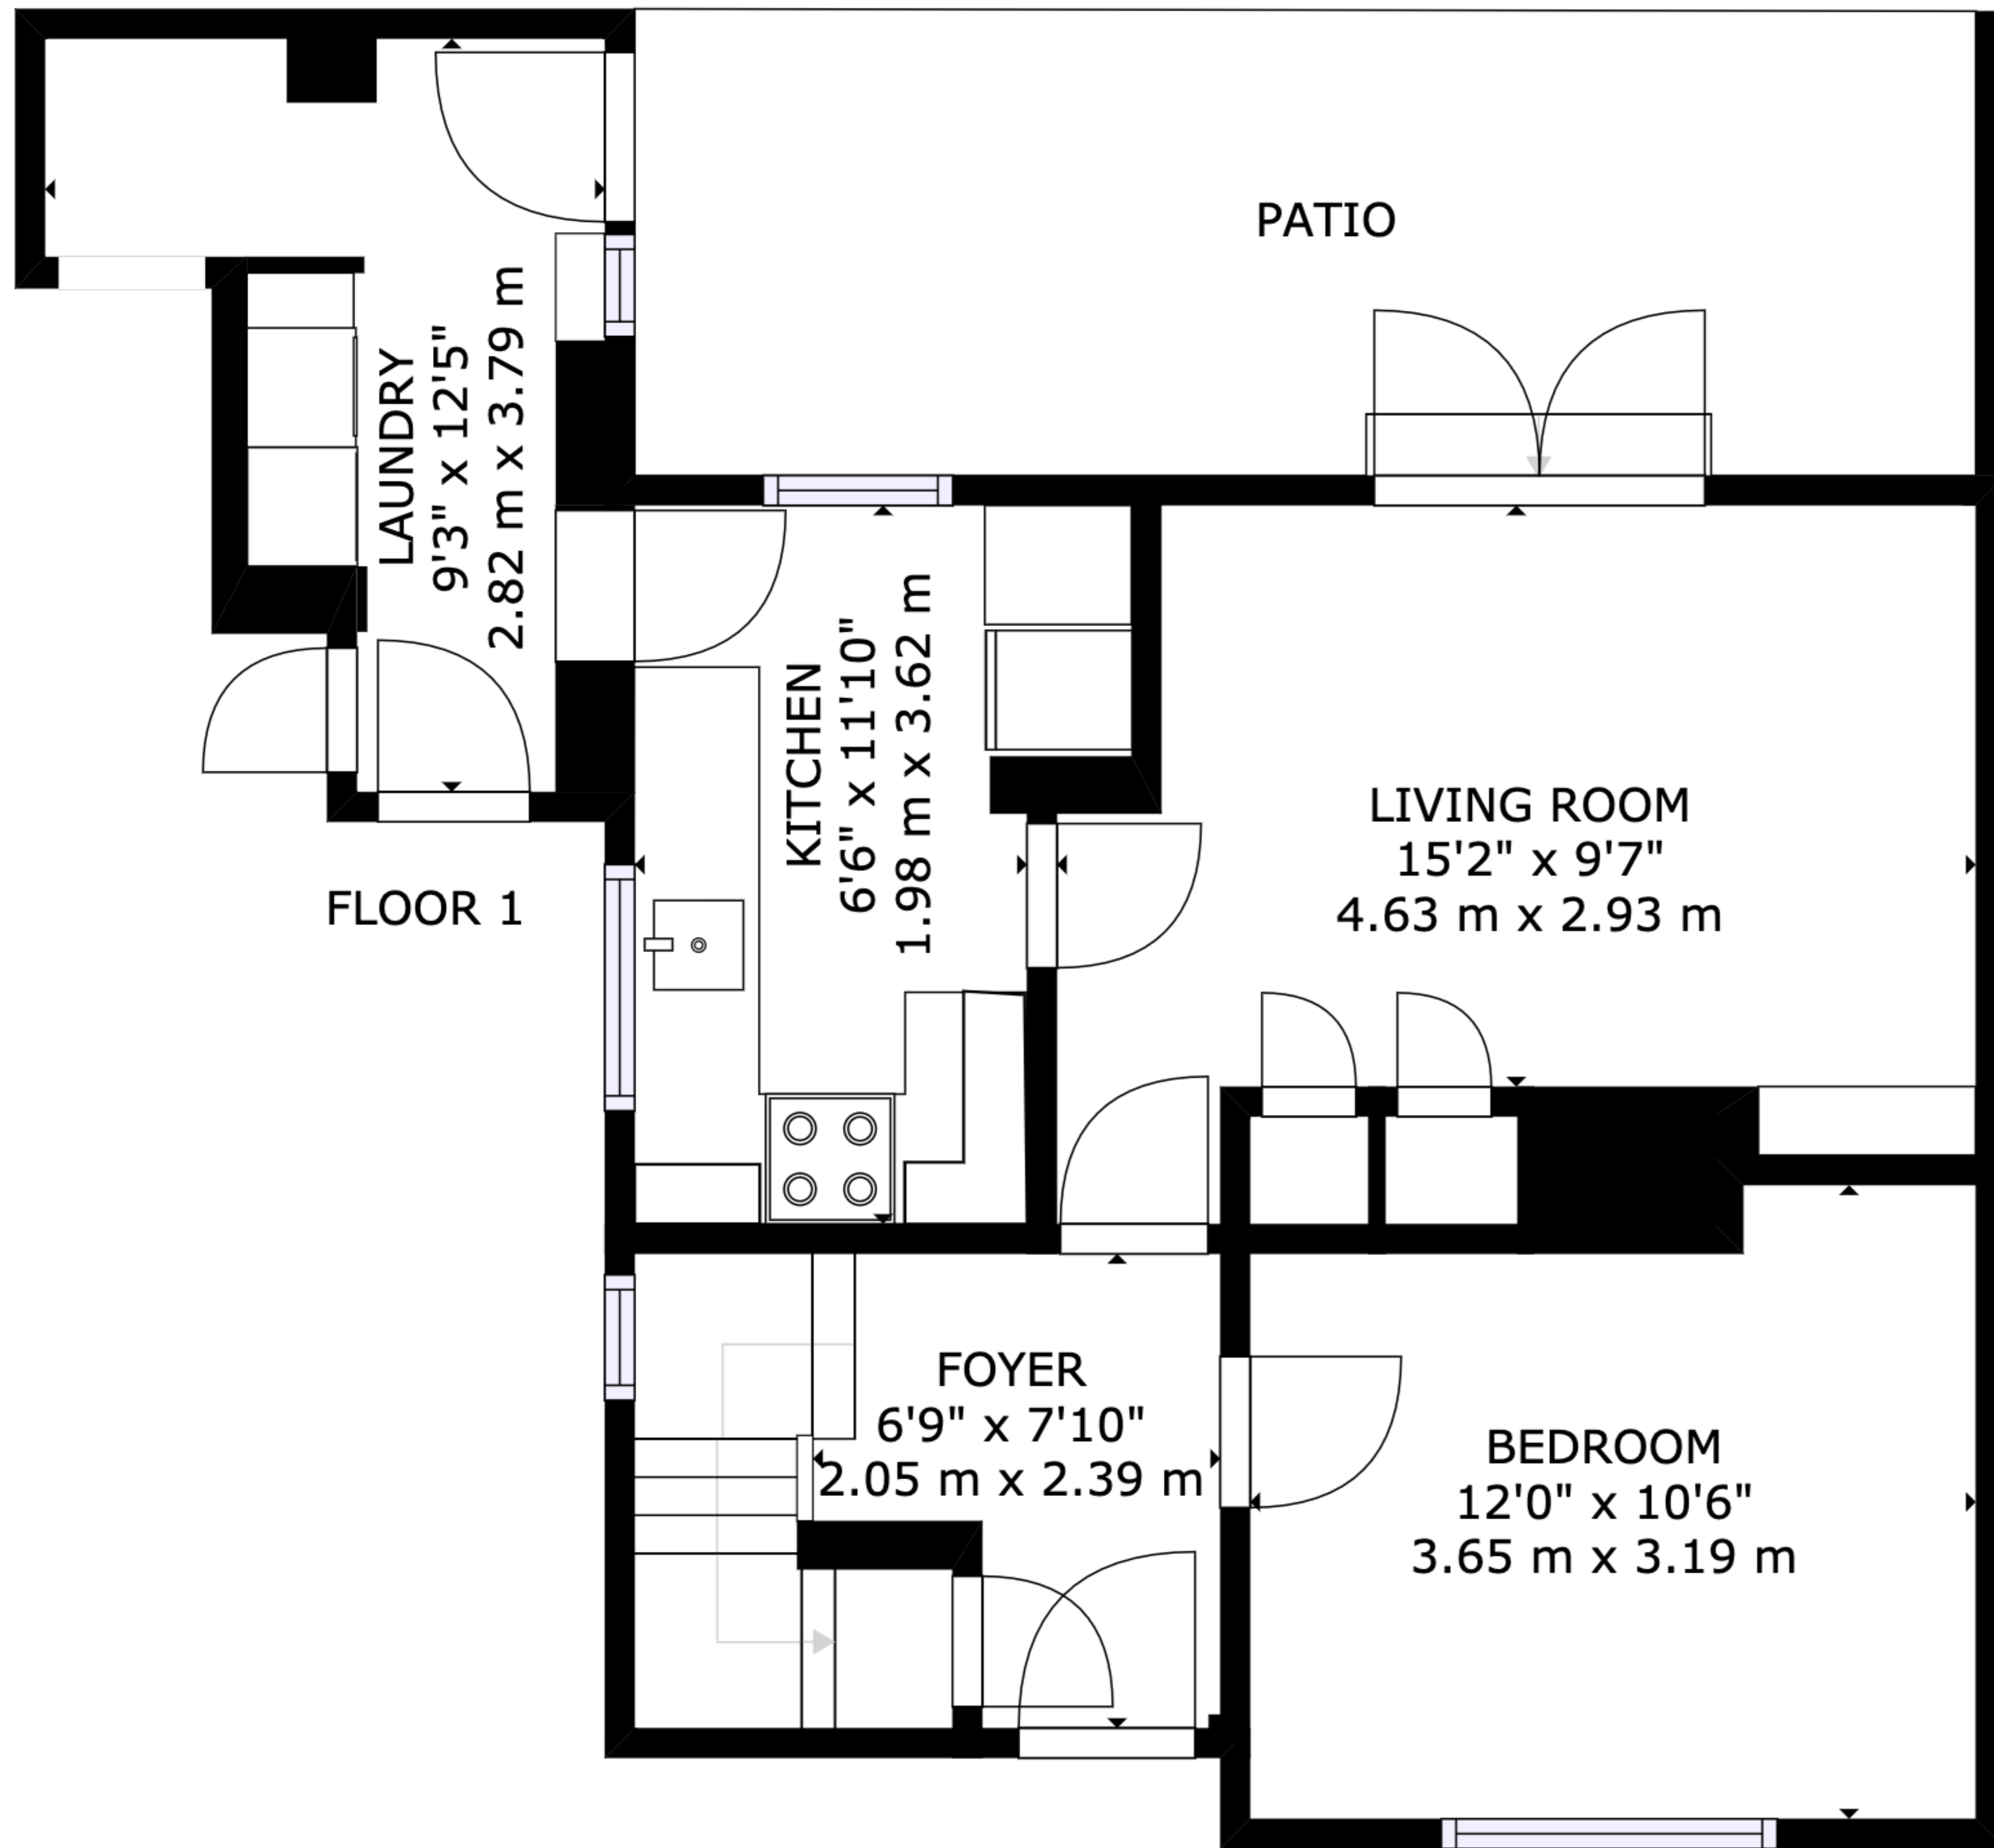 PATIO
LAUNDRY
9'3" x 12'5"
2.82 m x 3.79 m
KITCHEN
6'6" x 11'10"
1.98 m x 3.62 m
LIVING ROOM
15'2" x 9'7"
4.63 m x 2.93 m
FLOOR 1
FOYER
6'9" x 7'10"
2.05 m x 2.39 m
BEDROOM
12'0" x 10'6"
3.65 m x 3.19 m